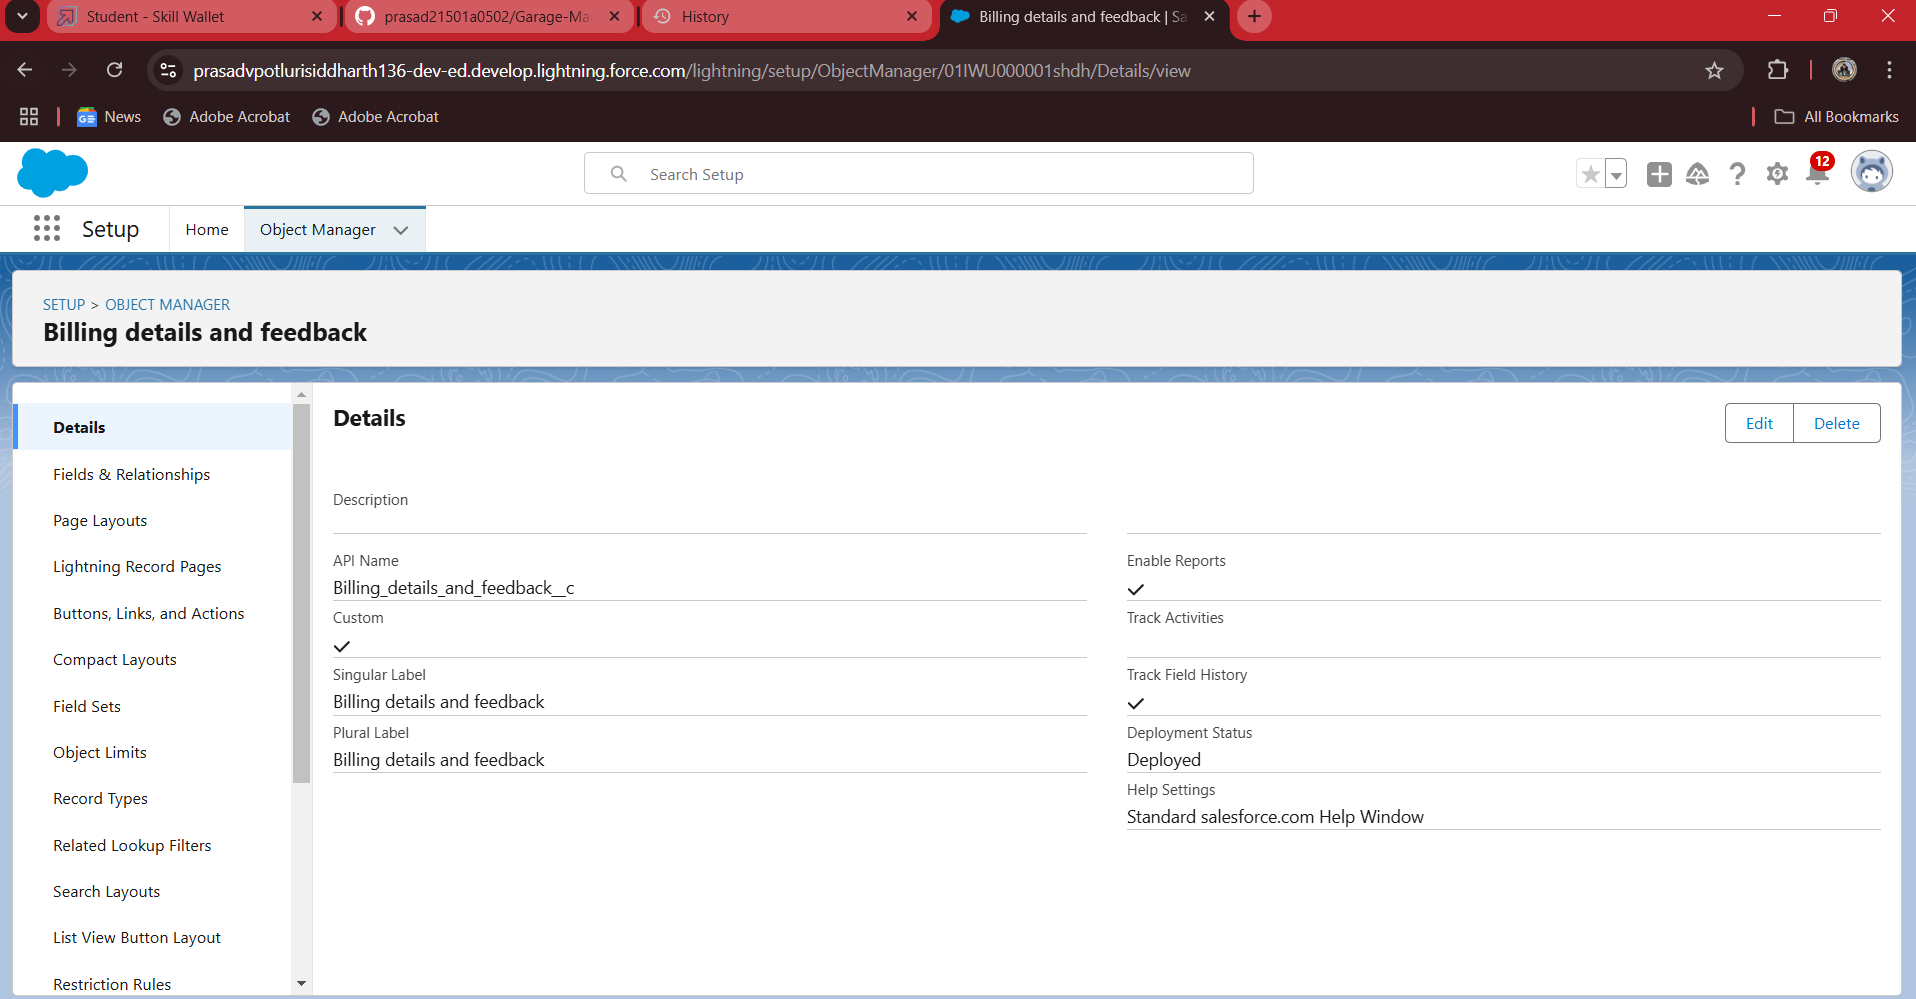 Student - Skill Wallet
prasad21501a0502/Garage-Ma
History
Billing details and feedback | Sa
prasadvpotlurisiddharth136-dev-ed.develop.lightning.force.com/lightning/setup/ObjectManager/01IWU000001shdh/Details/view
News
Adobe Acrobat
Adobe Acrobat
All Bookmarks
Search Setup
12
Setup
Home
Object Manager
SETUP > OBJECT MANAGER
Billing details and feedback
Details
Fields & Relationships
Page Layouts
Lightning Record Pages
Buttons, Links, and Actions
Compact Layouts
Field Sets
Object Limits
Record Types
Related Lookup Filters
Search Layouts
List View Button Layout
Restriction Rules
Details
Edit
Delete
Description
API Name
Billing_details_and_feedback__c
Custom
Singular Label
Billing details and feedback
Plural Label
Billing details and feedback
Enable Reports
Track Activities
Track Field History
Deployment Status
Deployed
Help Settings
Standard salesforce.com Help Window